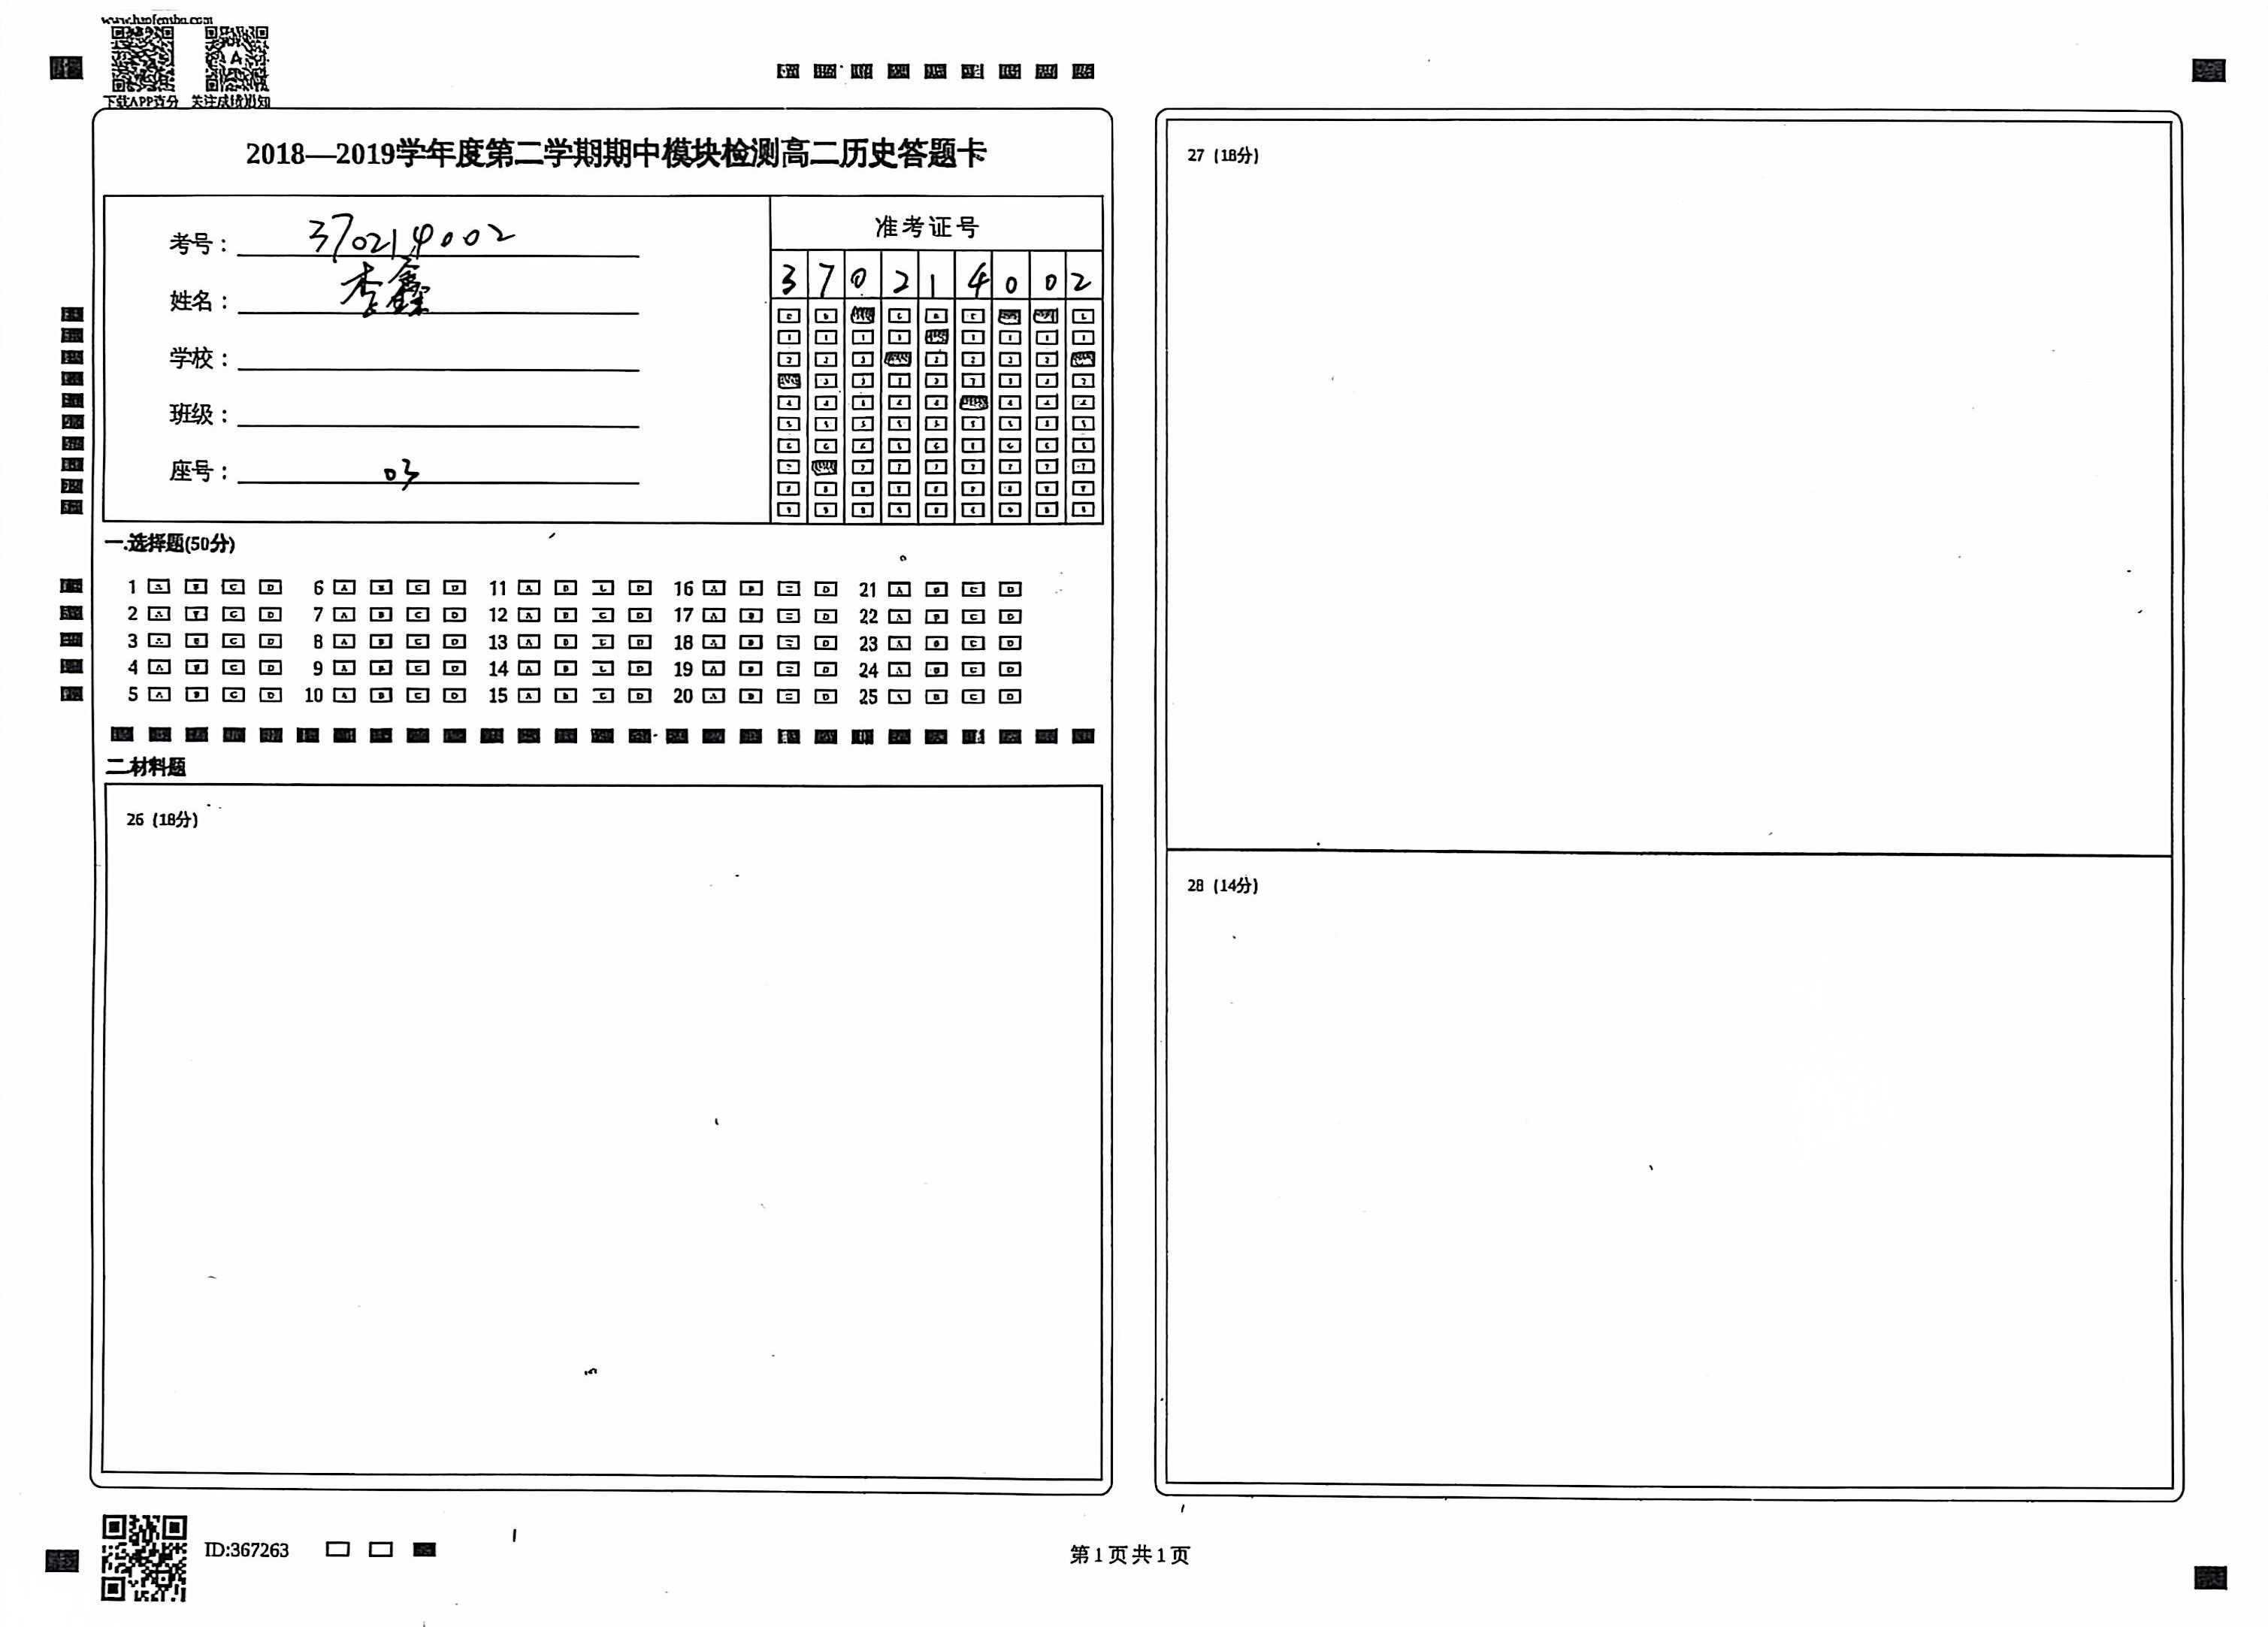 www.haofenshu.com
下载APP查分 关注成绩通知
2018—2019学年度第二学期期中模块检测高二历史答题卡
考号： 370214002
姓名： 李鑫
学校：
班级：
座号： 03
准考证号
3 7 0 2 1 4 0 0 2
一.选择题(50分)
1 A B C D 6 A B C D 11 A B C D 16 A B C D 21 A B C D
2 A B C D 7 A B C D 12 A B C D 17 A B C D 22 A B C D
3 A B C D 8 A B C D 13 A B C D 18 A B C D 23 A B C D
4 A B C D 9 A B C D 14 A B C D 19 A B C D 24 A B C D
5 A B C D 10 A B C D 15 A B C D 20 A B C D 25 A B C D
二.材料题
26 (18分)
27 (18分)
28 (14分)
ID:367263
第1页共1页